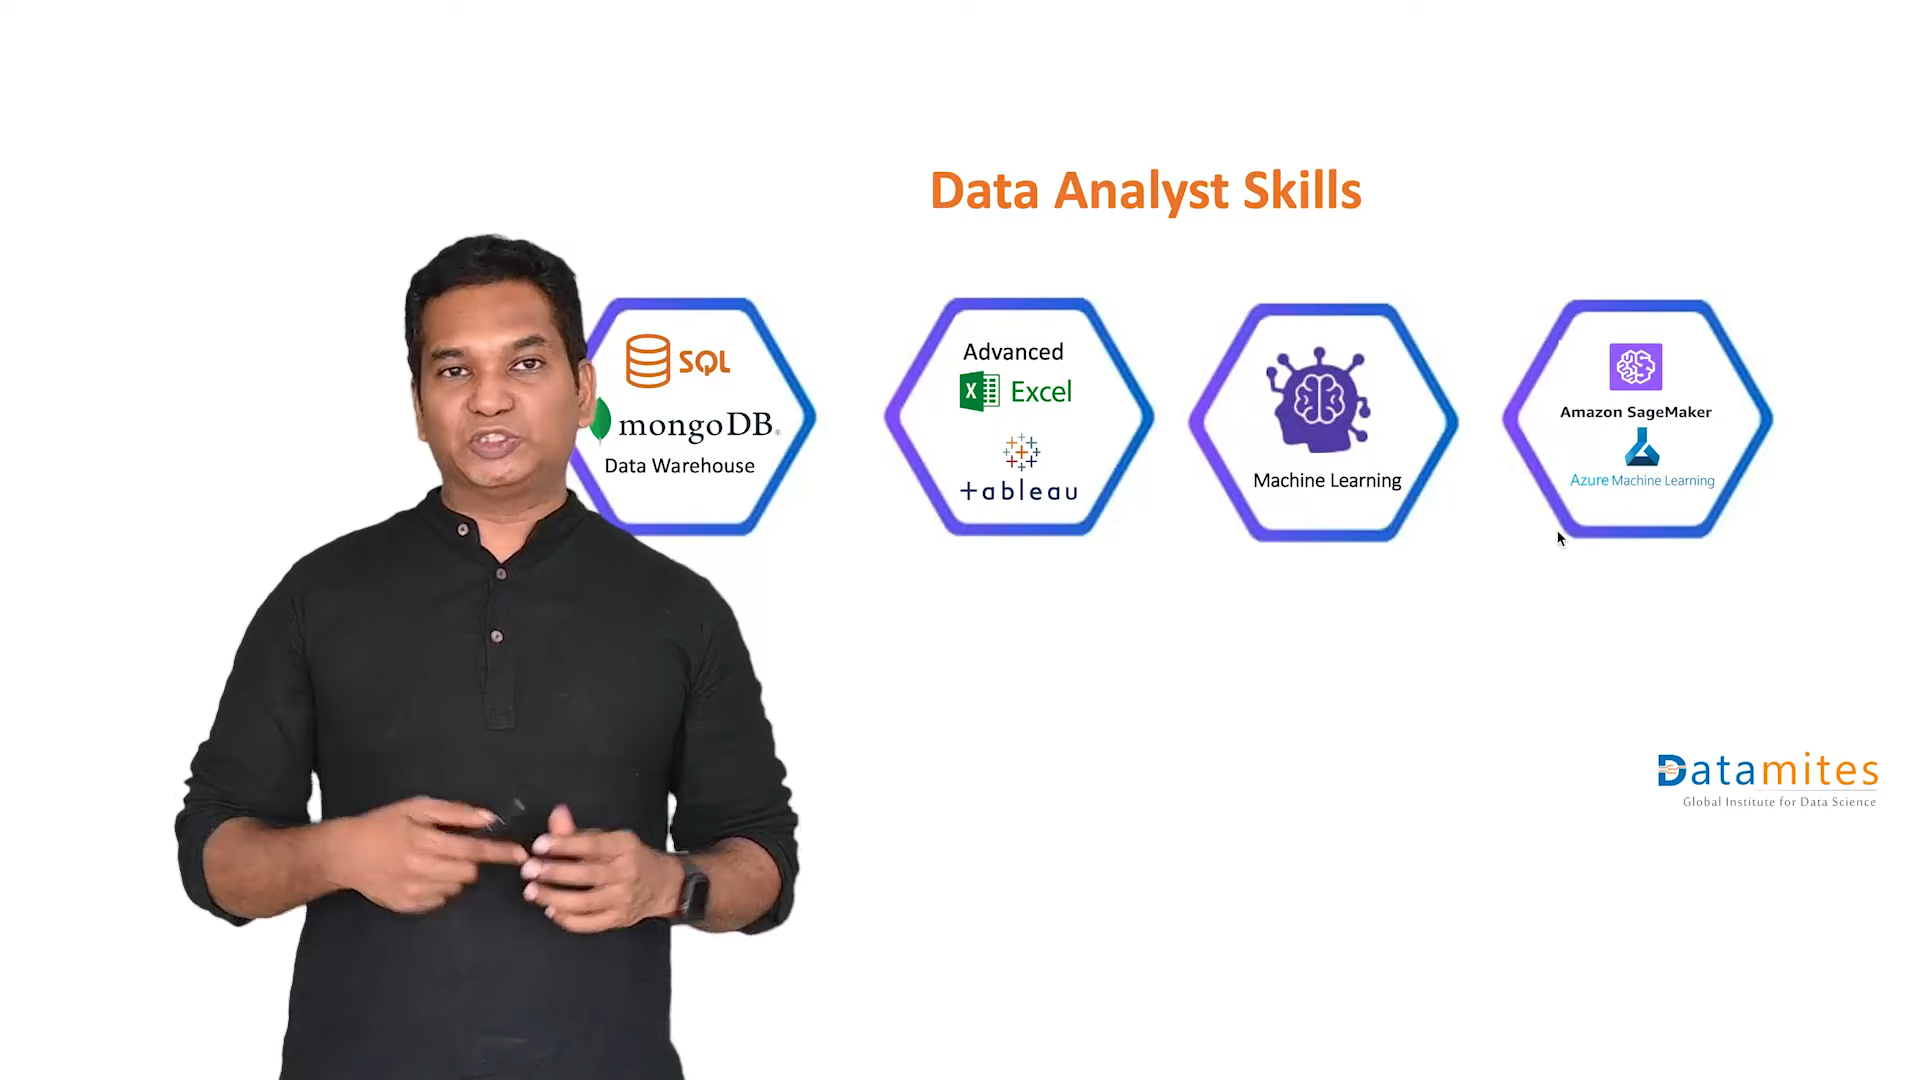 Data Analyst Skills
SQL
mongoDB®
Data Warehouse
Advanced
Excel
+ableau
Machine Learning
Amazon SageMaker
Azure Machine Learning
Datamites
Global Institute for Data Science